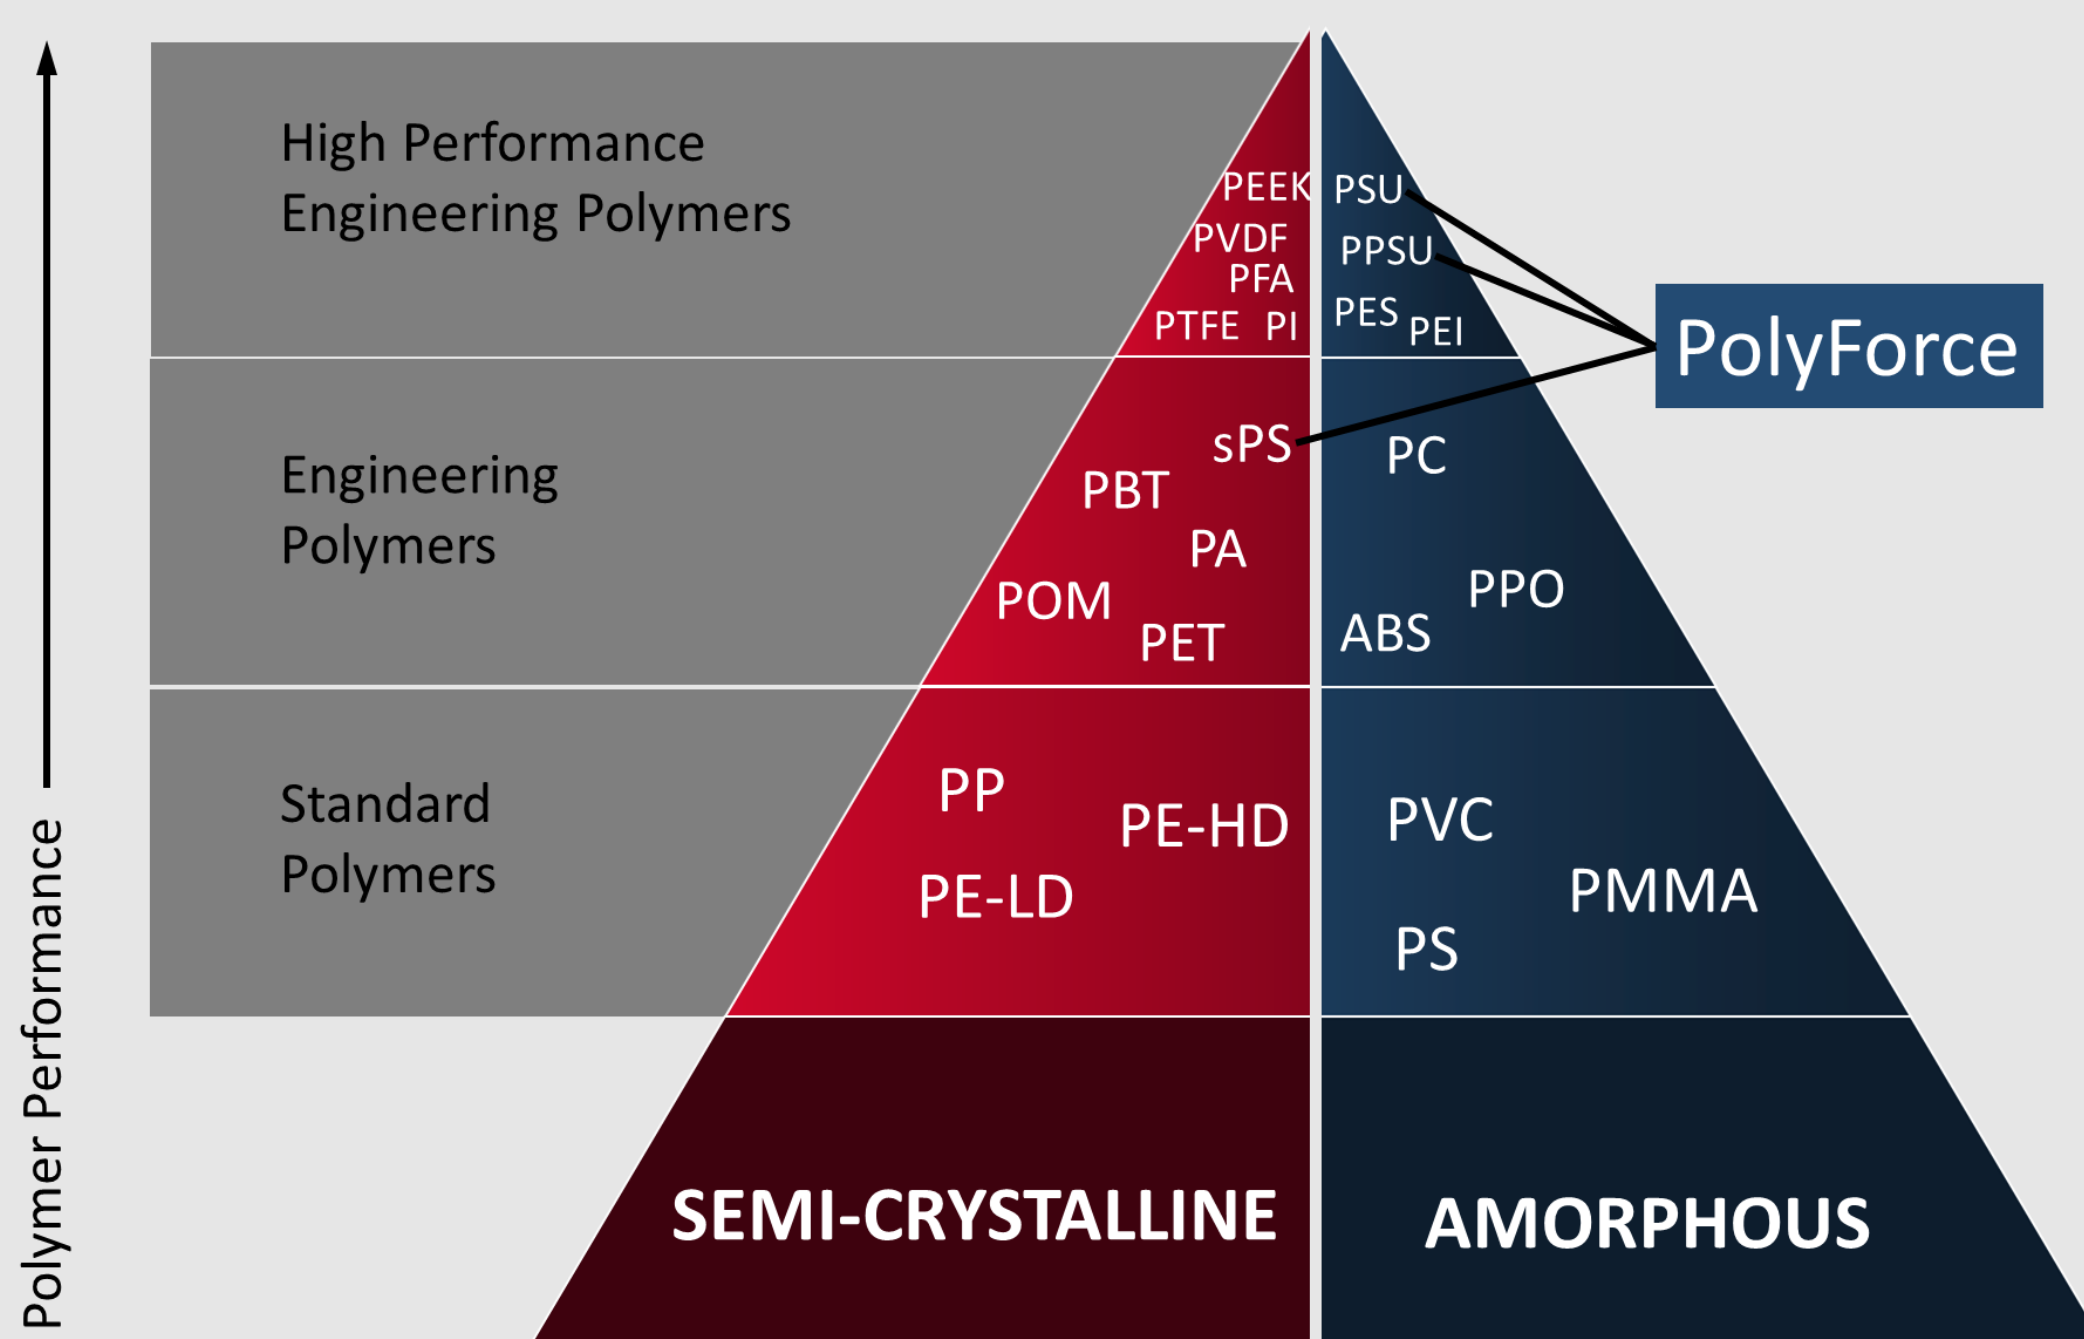 High Performance
Engineering Polymers
PEEK
PSU
PVDF
PPSU
PFA
PTFE PI
PES
PEI
PolyForce
Engineering
Polymers
sPS
PC
PBT
PA
POM
PPO
PET
ABS
Standard
Polymers
PP
PE-HD
PVC
PE-LD
PMMA
PS
SEMI-CRYSTALLINE
AMORPHOUS
Polymer Performance